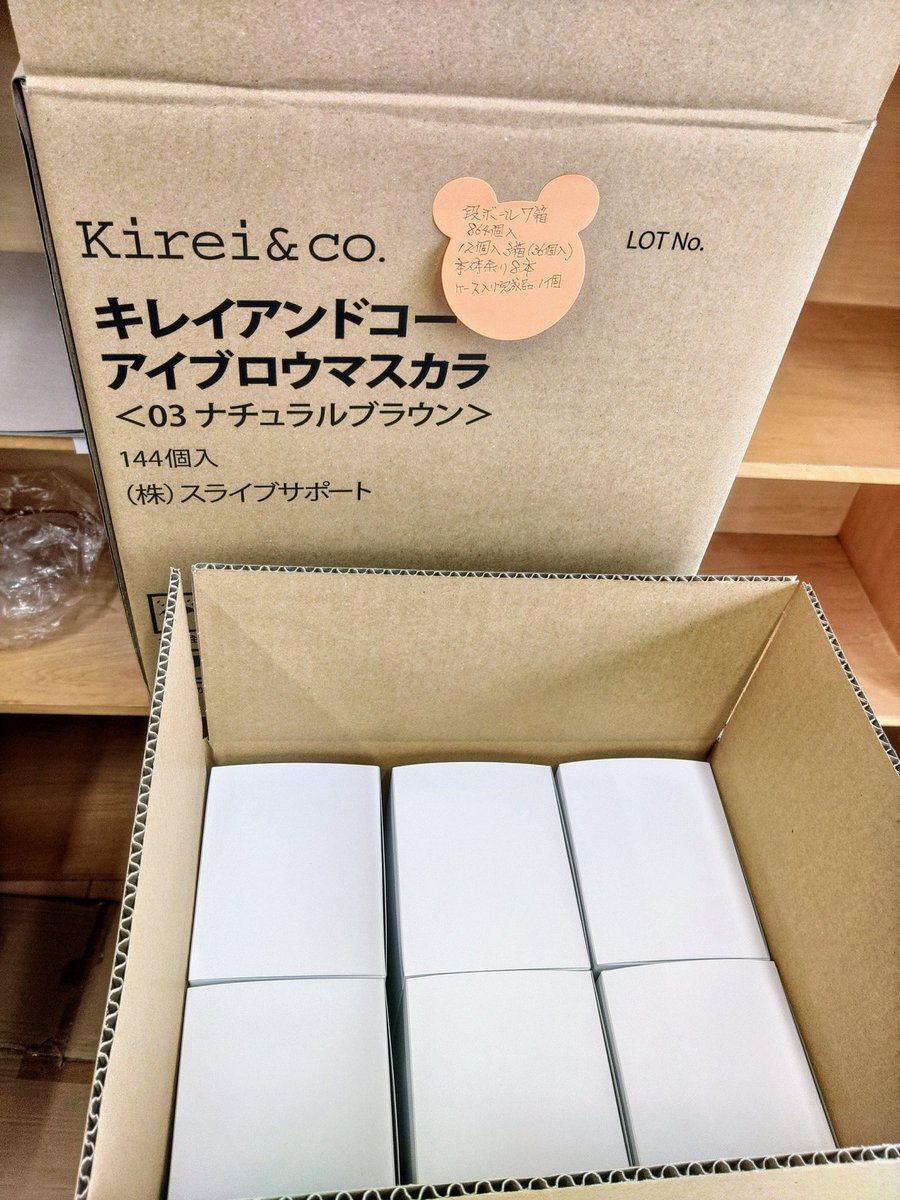 Kirei&co.
キレイアンドコー
アイブロウマスカラ
<03 ナチュラルブラウン>
144個入
（株）スライブサポート
段ボール7箱
864個入
12個入 3箱(36個入)
本体余り8本
ケース入り完成品1個
LOT No.